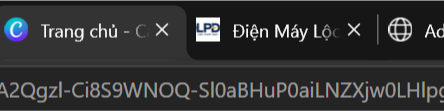 Trang chủ - C
LPD Điện Máy Lộc
Ad
A2Qgzl-Ci8S9WNOQ-Sl0aBHuP0aiLNZXjw0LHlpc